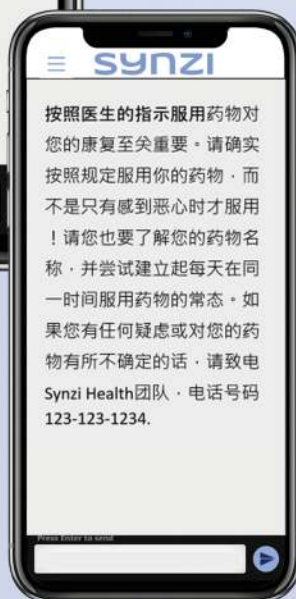 synzi
按照医生的指示服用药物对
您的康复至关重要。请确实
按照规定服用你的药物，而
不是只有感到恶心时才服用
！请您也要了解您的药物名
称，并尝试建立起每天在同
一时间服用药物的常态。如
果您有任何疑虑或对您的药
物有所不确定的话，请致电
Synzi Health团队，电话号码
123-123-1234.
Press Enter to send